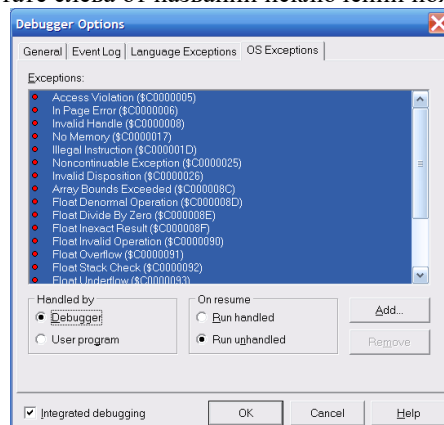 Debugger Options
General Event Log Language Exceptions OS Exceptions
Exceptions:
Access Violation ($C0000005)
In Page Error ($C0000006)
Invalid Handle ($C0000008)
No Memory ($C0000017)
Illegal Instruction ($C000001D)
Noncontinuable Exception ($C0000025)
Invalid Disposition ($C0000026)
Array Bounds Exceeded ($C000008C)
Float Denormal Operation ($C000008D)
Float Divide By Zero ($C000008E)
Float Inexact Result ($C000008F)
Float Invalid Operation ($C0000090)
Float Overflow ($C0000091)
Float Stack Check ($C0000092)
Float Underflow ($C0000093)
Handled by
Debugger
User program
On resume
Run handled
Run unhandled
Add...
Remove
Integrated debugging
OK
Cancel
Help